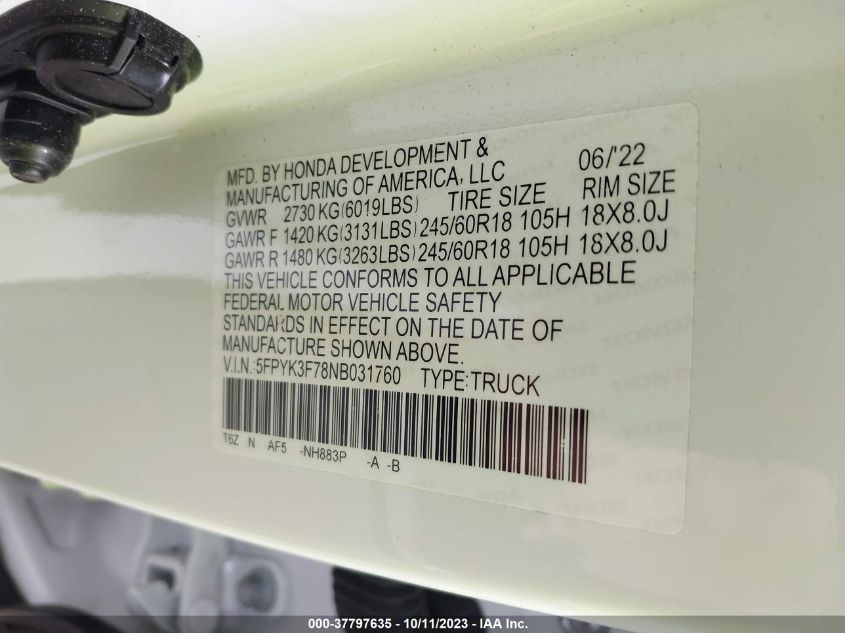 MFD. BY HONDA DEVELOPMENT & 06/'22
MANUFACTURING OF AMERICA, LLC
GVWR 2730 KG(6019LBS) TIRE SIZE RIM SIZE
GAWR F 1420 KG(3131LBS) 245/60R18 105H 18X8.0J
GAWR R 1480 KG(3263LBS) 245/60R18 105H 18X8.0J
THIS VEHICLE CONFORMS TO ALL APPLICABLE
FEDERAL MOTOR VEHICLE SAFETY
STANDARDS IN EFFECT ON THE DATE OF
MANUFACTURE SHOWN ABOVE.
V.I.N.:5FPYK3F78NB031760 TYPE:TRUCK
T6Z N AF5 -NH883P -A -B
000-37797635 - 10/11/2023 - IAA Inc.